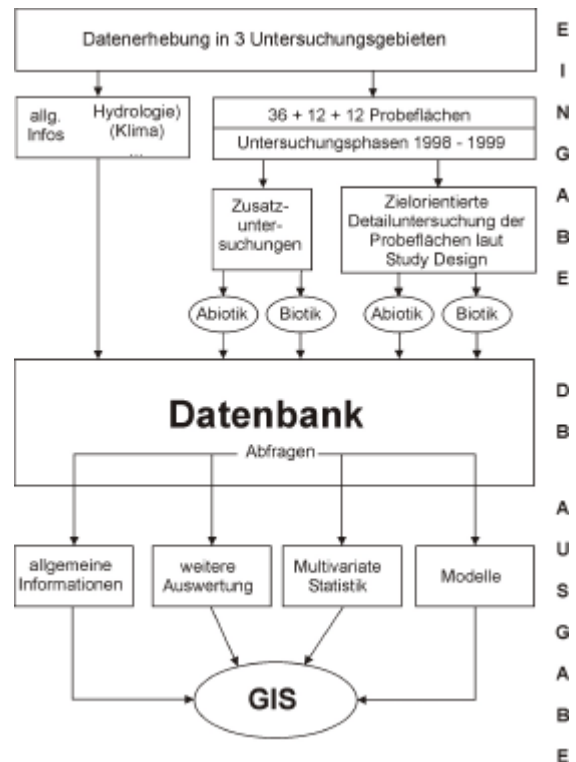 Datenerhebung in 3 Untersuchungsgebieten
allg.
Infos
Hydrologie)
(Klima)
...
36 + 12 + 12 Probeflächen
Untersuchungsphasen 1998 - 1999
Zusatz-
unter-
suchungen
Zielorientierte
Detailuntersuchung der
Probeflächen laut
Study Design
Abiotik
Biotik
Abiotik
Biotik
Datenbank
Abfragen
allgemeine
Informationen
weitere
Auswertung
Multivariate
Statistik
Modelle
GIS
E
I
N
G
A
B
E
D
B
A
U
S
G
A
B
E